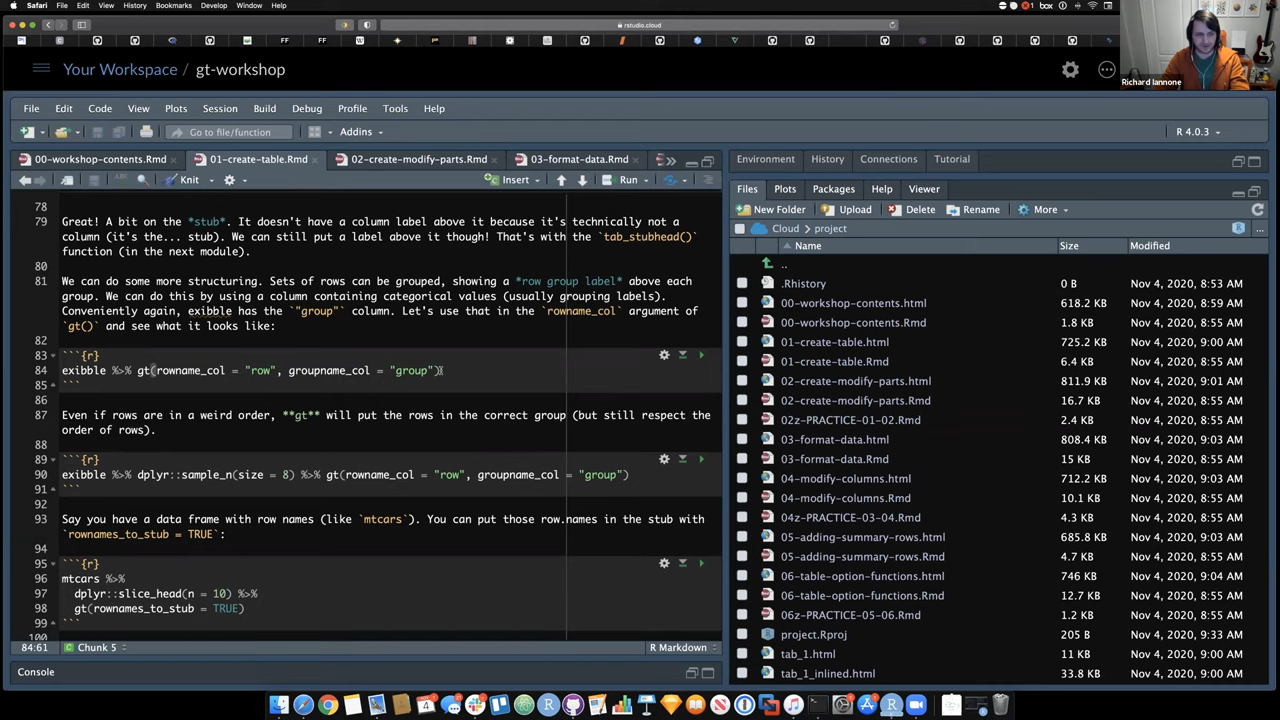 Safari File Edit View History Bookmarks Develop Window Help
1
box
rstudio.cloud
FF FF W
Richard Iannone
Your Workspace / gt-workshop
File Edit Code View Plots Session Build Debug Profile Tools Help
Go to file/function Addins
R 4.0.3
00-workshop-contents.Rmd 01-create-table.Rmd 02-create-modify-parts.Rmd 03-format-data.Rmd
Knit Insert Run
78
79 Great! A bit on the *stub*. It doesn't have a column label above it because it's technically not a
column (it's the... stub). We can still put a label above it though! That's with the `tab_stubhead()`
function (in the next module).
80
81 We can do some more structuring. Sets of rows can be grouped, showing a *row group label* above each
group. We can do this by using a column containing categorical values (usually grouping labels).
Conveniently again, exibble has the `"group"` column. Let's use that in the `rowname_col` argument of
`gt()` and see what it looks like:
82
83 ```{r}
84 exibble %>% gt(rowname_col = "row", groupname_col = "group")
85 ```
86
87 Even if rows are in a weird order, **gt** will put the rows in the correct group (but still respect the
order of rows).
88
89 ```{r}
90 exibble %>% dplyr::sample_n(size = 8) %>% gt(rowname_col = "row", groupname_col = "group")
91 ```
92
93 Say you have a data frame with row names (like `mtcars`). You can put those row.names in the stub with
`rownames_to_stub = TRUE`:
94
95 ```{r}
96 mtcars %>%
97 dplyr::slice_head(n = 10) %>%
98 gt(rownames_to_stub = TRUE)
99 ```
100
84:61 Chunk 5 R Markdown
Console
Environment History Connections Tutorial
Files Plots Packages Help Viewer
New Folder Upload Delete Rename More
Cloud project R ...
Name Size Modified
..
.Rhistory 0 B Nov 4, 2020, 8:53 AM
00-workshop-contents.html 618.2 KB Nov 4, 2020, 8:59 AM
00-workshop-contents.Rmd 1.8 KB Nov 4, 2020, 8:55 AM
01-create-table.html 725.2 KB Nov 4, 2020, 9:00 AM
01-create-table.Rmd 6.4 KB Nov 4, 2020, 8:55 AM
02-create-modify-parts.html 811.9 KB Nov 4, 2020, 9:01 AM
02-create-modify-parts.Rmd 16.7 KB Nov 4, 2020, 8:55 AM
02z-PRACTICE-01-02.Rmd 2.4 KB Nov 4, 2020, 8:55 AM
03-format-data.html 808.4 KB Nov 4, 2020, 9:03 AM
03-format-data.Rmd 15 KB Nov 4, 2020, 8:55 AM
04-modify-columns.html 712.2 KB Nov 4, 2020, 9:03 AM
04-modify-columns.Rmd 10.1 KB Nov 4, 2020, 8:55 AM
04z-PRACTICE-03-04.Rmd 4.3 KB Nov 4, 2020, 8:55 AM
05-adding-summary-rows.html 685.8 KB Nov 4, 2020, 9:03 AM
05-adding-summary-rows.Rmd 4.7 KB Nov 4, 2020, 8:55 AM
06-table-option-functions.html 746 KB Nov 4, 2020, 9:04 AM
06-table-option-functions.Rmd 12.7 KB Nov 4, 2020, 8:55 AM
06z-PRACTICE-05-06.Rmd 1.2 KB Nov 4, 2020, 8:55 AM
project.Rproj 205 B Nov 4, 2020, 9:33 AM
tab_1.html 11 KB Nov 4, 2020, 9:00 AM
tab_1_inlined.html 33.8 KB Nov 4, 2020, 9:00 AM